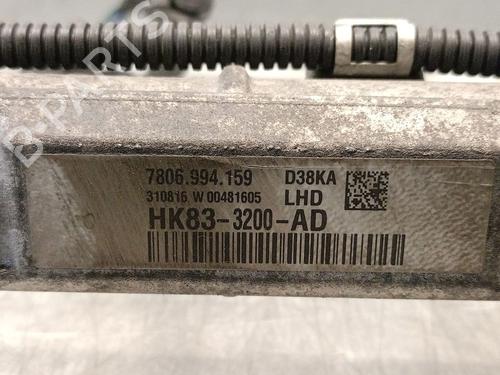 7806.994.159 D38KA
310816 W 00481605 LHD
HK83-3200-AD
B-PARTS